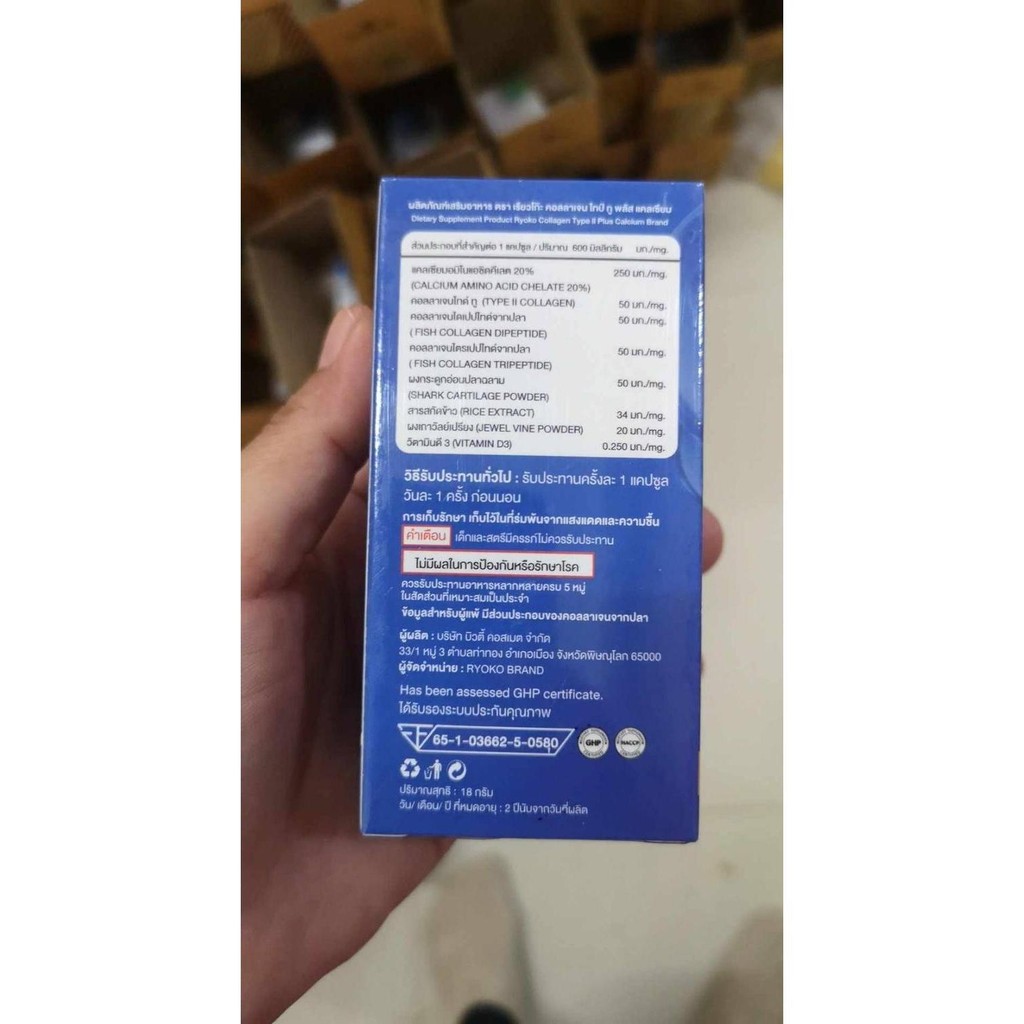 ผลิตภัณฑ์เสริมอาหาร ตรา เรียวโก๊ะ คอลลาเจน ไทป์ ทู พลัส แคลเซียม
Dietary Supplement Product Ryoko Collagen Type II Plus Calcium Brand
ส่วนประกอบที่สำคัญต่อ 1 แคปซูล / ปริมาณ 600 มิลลิกรัม มก./mg.
แคลเซียมอมิโนแอซิดคีเลต 20% 250 มก./mg.
(CALCIUM AMINO ACID CHELATE 20%)
คอลลาเจนไทด์ ทู (TYPE II COLLAGEN) 50 มก./mg.
คอลลาเจนไดเปปไทด์จากปลา 50 มก./mg.
( FISH COLLAGEN DIPEPTIDE)
คอลลาเจนไตรเปปไทด์จากปลา 50 มก./mg.
( FISH COLLAGEN TRIPEPTIDE)
ผงกระดูกอ่อนปลาฉลาม 50 มก./mg.
(SHARK CARTILAGE POWDER)
สารสกัดข้าว (RICE EXTRACT) 34 มก./mg.
ผงเถาวัลย์เปรียง (JEWEL VINE POWDER) 20 มก./mg.
วิตามินดี 3 (VITAMIN D3) 0.250 มก./mg.
วิธีรับประทานทั่วไป : รับประทานครั้งละ 1 แคปซูล
วันละ 1 ครั้ง ก่อนนอน
การเก็บรักษา เก็บไว้ในที่ร่มพ้นจากแสงแดดและความชื้น
คำเตือน เด็กและสตรีมีครรภ์ไม่ควรรับประทาน
ไม่มีผลในการป้องกันหรือรักษาโรค
ควรรับประทานอาหารหลากหลายครบ 5 หมู่
ในสัดส่วนที่เหมาะสมเป็นประจำ
ข้อมูลสำหรับผู้แพ้ มีส่วนประกอบของคอลลาเจนจากปลา
ผู้ผลิต : บริษัท บิวตี้ คอสเมต จำกัด
33/1 หมู่ 3 ตำบลท่าทอง อำเภอเมือง จังหวัดพิษณุโลก 65000
ผู้จัดจำหน่าย : RYOKO BRAND
Has been assessed GHP certificate.
ได้รับรองระบบประกันคุณภาพ
65-1-03662-5-0580 GHP HACCP
ปริมาณสุทธิ : 18 กรัม
วัน/ เดือน/ ปี ที่หมดอายุ : 2 ปีนับจากวันที่ผลิต